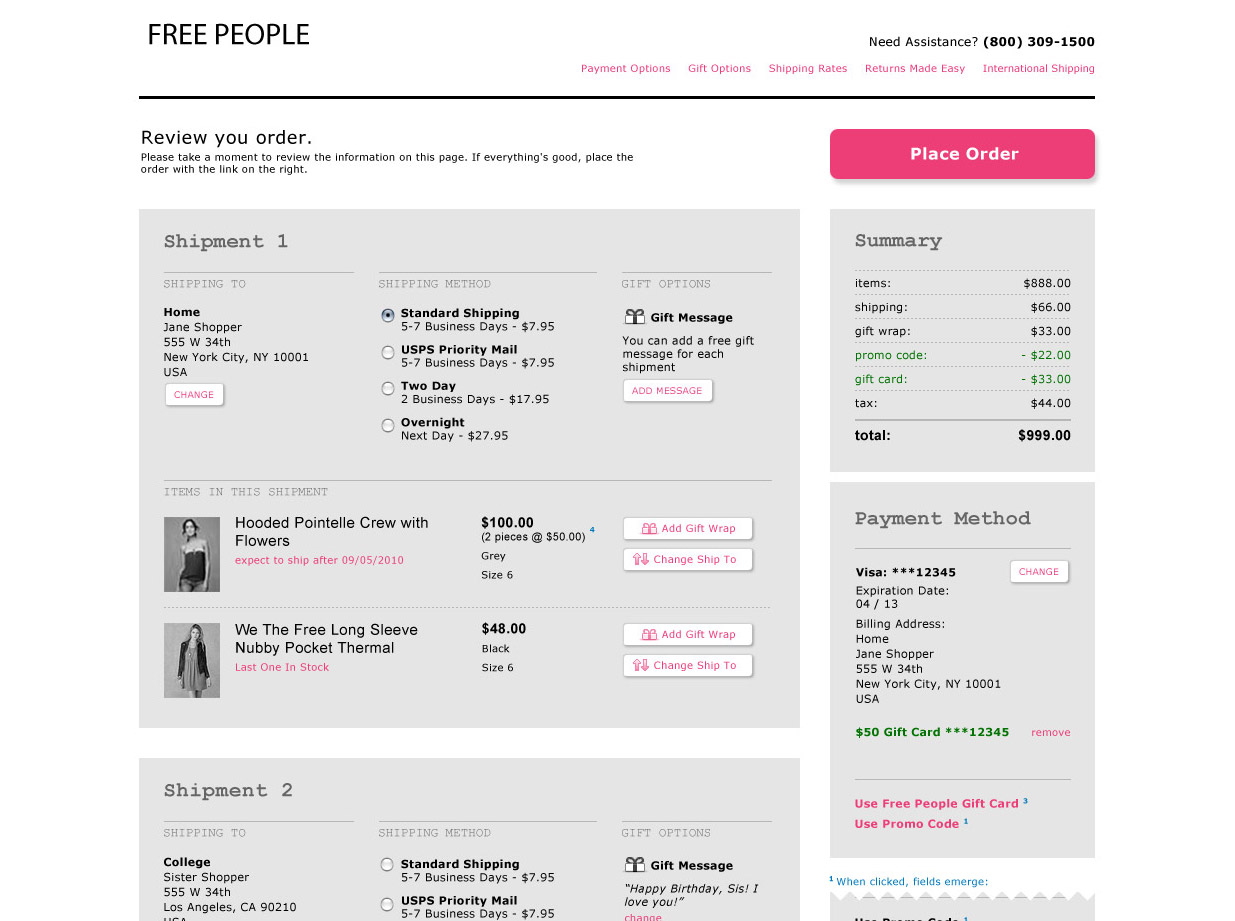 FREE PEOPLE
Need Assistance? (800) 309-1500
Payment Options Gift Options Shipping Rates Returns Made Easy International Shipping
Review you order.
Please take a moment to review the information on this page. If everything's good, place the
order with the link on the right.
Place Order
Shipment 1
SHIPPING TO
Home
Jane Shopper
555 W 34th
New York City, NY 10001
USA
CHANGE
SHIPPING METHOD
Standard Shipping
5-7 Business Days - $7.95
USPS Priority Mail
5-7 Business Days - $7.95
Two Day
2 Business Days - $17.95
Overnight
Next Day - $27.95
GIFT OPTIONS
Gift Message
You can add a free gift
message for each
shipment
ADD MESSAGE
ITEMS IN THIS SHIPMENT
Hooded Pointelle Crew with
Flowers
expect to ship after 09/05/2010
$100.00
(2 pieces @ $50.00) 4
Grey
Size 6
Add Gift Wrap
Change Ship To
We The Free Long Sleeve
Nubby Pocket Thermal
Last One In Stock
$48.00
Black
Size 6
Add Gift Wrap
Change Ship To
Shipment 2
SHIPPING TO
College
Sister Shopper
555 W 34th
Los Angeles, CA 90210
USA
SHIPPING METHOD
Standard Shipping
5-7 Business Days - $7.95
USPS Priority Mail
5-7 Business Days - $7.95
GIFT OPTIONS
Gift Message
“Happy Birthday, Sis! I
love you!”
change
Summary
items: $888.00
shipping: $66.00
gift wrap: $33.00
promo code: - $22.00
gift card: - $33.00
tax: $44.00
total: $999.00
Payment Method
Visa: ***12345
CHANGE
Expiration Date:
04 / 13
Billing Address:
Home
Jane Shopper
555 W 34th
New York City, NY 10001
USA
$50 Gift Card ***12345 remove
Use Free People Gift Card 3
Use Promo Code 1
1 When clicked, fields emerge:
Use Promo Code 1